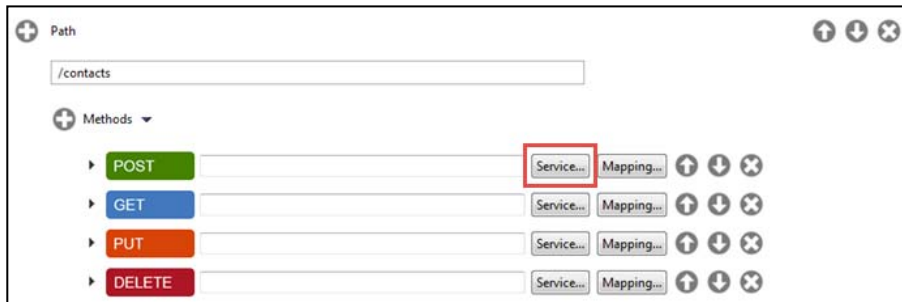 Path
/contacts
Methods
POST Service... Mapping...
GET Service... Mapping...
PUT Service... Mapping...
DELETE Service... Mapping...